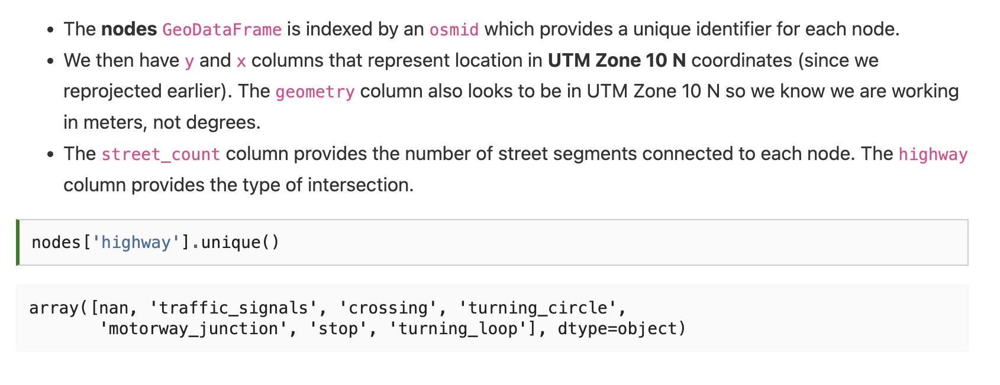 • The nodes GeoDataFrame is indexed by an osmid which provides a unique identifier for each node.
• We then have y and x columns that represent location in UTM Zone 10 N coordinates (since we
reprojected earlier). The geometry column also looks to be in UTM Zone 10 N so we know we are working
in meters, not degrees.
• The street_count column provides the number of street segments connected to each node. The highway
column provides the type of intersection.
nodes['highway'].unique()
array([nan, 'traffic_signals', 'crossing', 'turning_circle',
       'motorway_junction', 'stop', 'turning_loop'], dtype=object)